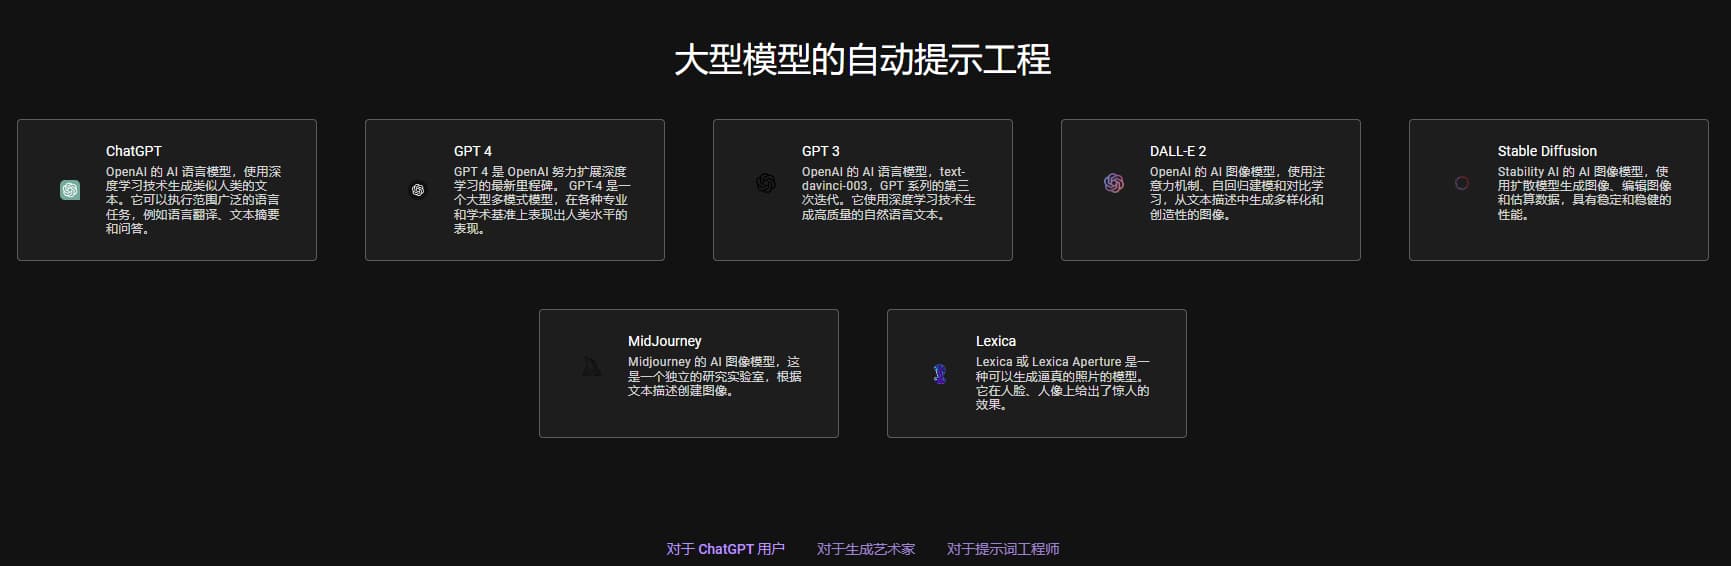 大型模型的自动提示工程
ChatGPT
OpenAI 的 AI 语言模型，使用深
度学习技术生成类似人类的文
本。它可以执行范围广泛的语言
任务，例如语言翻译、文本摘要
和问答。
GPT 4
GPT 4 是 OpenAI 努力扩展深度
学习的最新里程碑。 GPT-4 是一
个大型多模式模型，在各种专业
和学术基准上表现出人类水平的
表现。
GPT 3
OpenAI 的 AI 语言模型，text-
davinci-003，GPT 系列的第三
次迭代。它使用深度学习技术生
成高质量的自然语言文本。
DALL-E 2
OpenAI 的 AI 图像模型，使用注
意力机制、自回归建模和对比学
习，从文本描述中生成多样化和
创造性的图像。
Stable Diffusion
Stability AI 的 AI 图像模型，使
用扩散模型生成图像、编辑图像
和估算数据，具有稳定和稳健的
性能。
MidJourney
Midjourney 的 AI 图像模型，这
是一个独立的研究实验室，根据
文本描述创建图像。
Lexica
Lexica 或 Lexica Aperture 是一
种可以生成逼真的照片的模型。
它在人脸、人像上给出了惊人的
效果。
对于 ChatGPT 用户
对于生成艺术家
对于提示词工程师